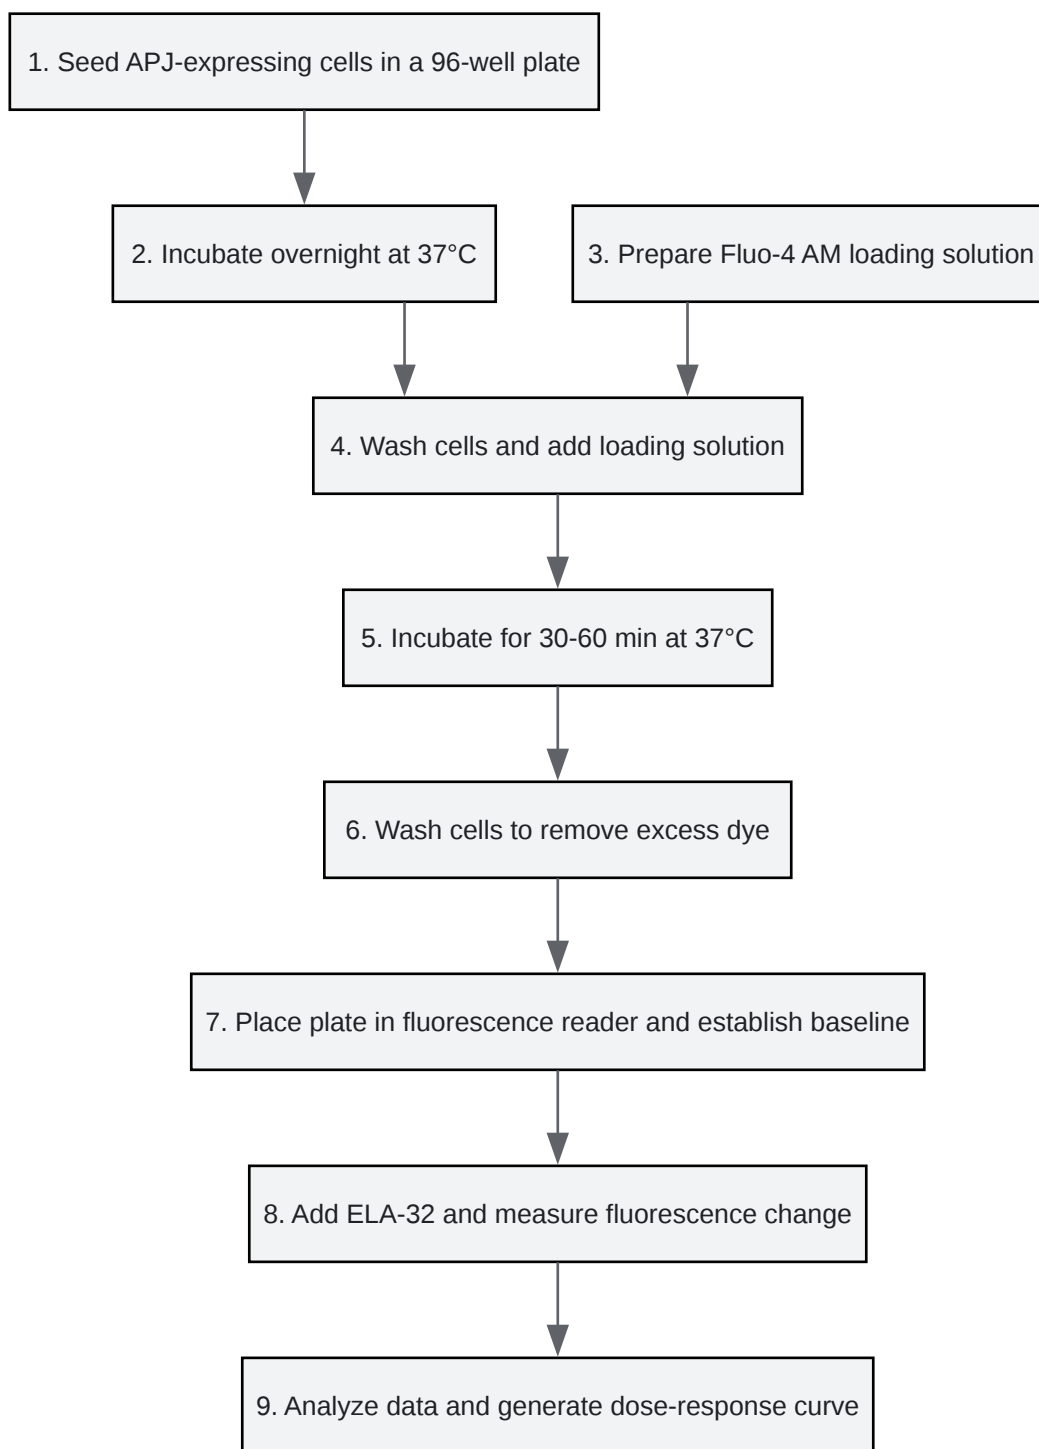 1. Seed APJ-expressing cells in a 96-well plate
2. Incubate overnight at 37°C
3. Prepare Fluo-4 AM loading solution
4. Wash cells and add loading solution
5. Incubate for 30-60 min at 37°C
6. Wash cells to remove excess dye
7. Place plate in fluorescence reader and establish baseline
8. Add ELA-32 and measure fluorescence change
9. Analyze data and generate dose-response curve